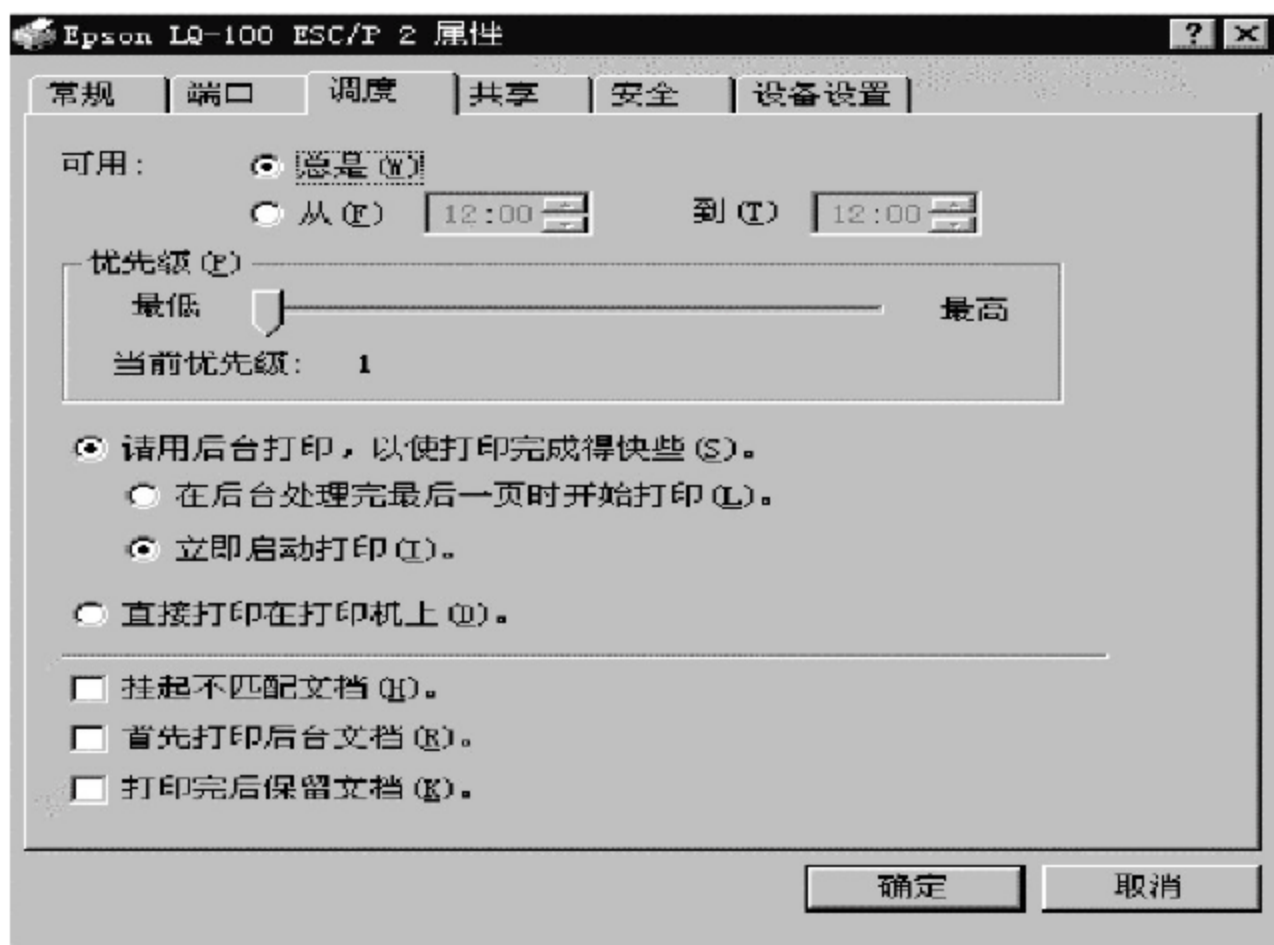 Epson LQ-100 ESC/P 2 属性
常规 端口 调度 共享 安全 设备设置
可用: 总是(W)
从(F) 12:00 到(T) 12:00
优先级(P)
最低 最高
当前优先级: 1
请用后台打印，以使打印完成得快些(S)。
在后台处理完最后一页时开始打印(L)。
立即启动打印(I)。
直接打印在打印机上(D)。
挂起不匹配文档(H)。
首先打印后台文档(R)。
打印完后保留文档(K)。
确定 取消